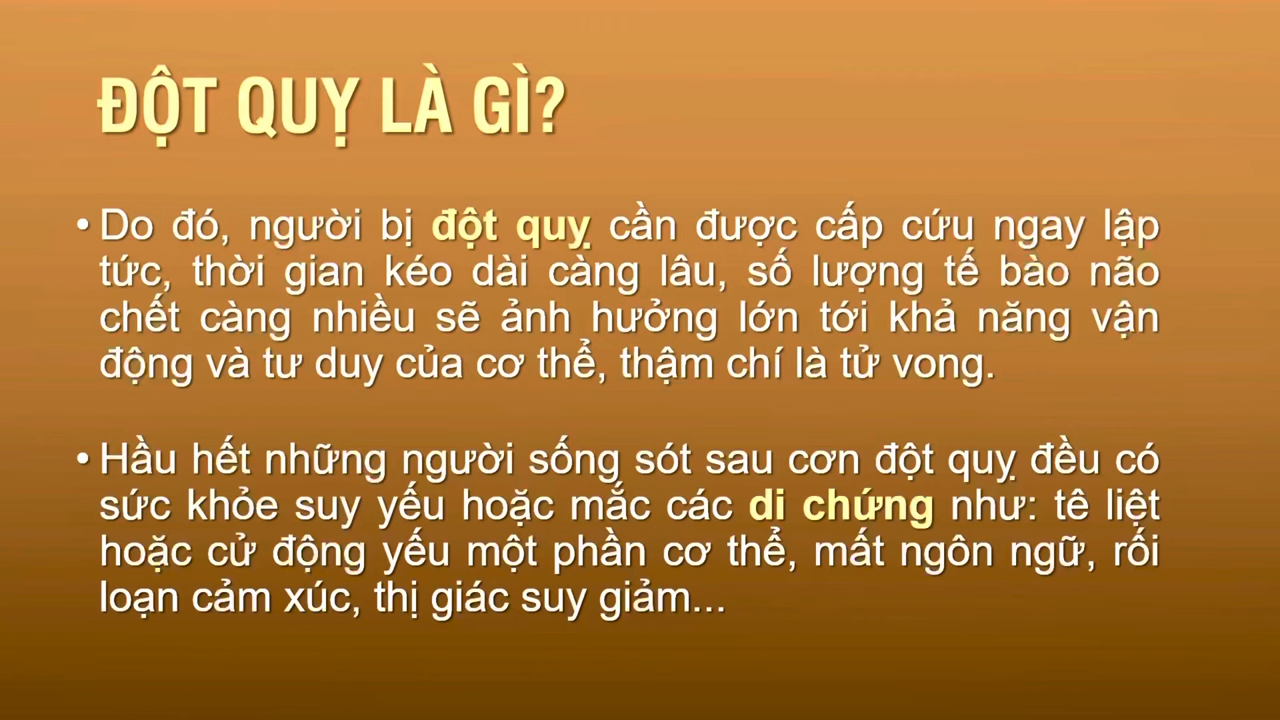 ĐỘT QUỴ LÀ GÌ?
• Do đó, người bị đột quỵ cần được cấp cứu ngay lập
tức, thời gian kéo dài càng lâu, số lượng tế bào não
chết càng nhiều sẽ ảnh hưởng lớn tới khả năng vận
động và tư duy của cơ thể, thậm chí là tử vong.
• Hầu hết những người sống sót sau cơn đột quỵ đều có
sức khỏe suy yếu hoặc mắc các di chứng như: tê liệt
hoặc cử động yếu một phần cơ thể, mất ngôn ngữ, rối
loạn cảm xúc, thị giác suy giảm...